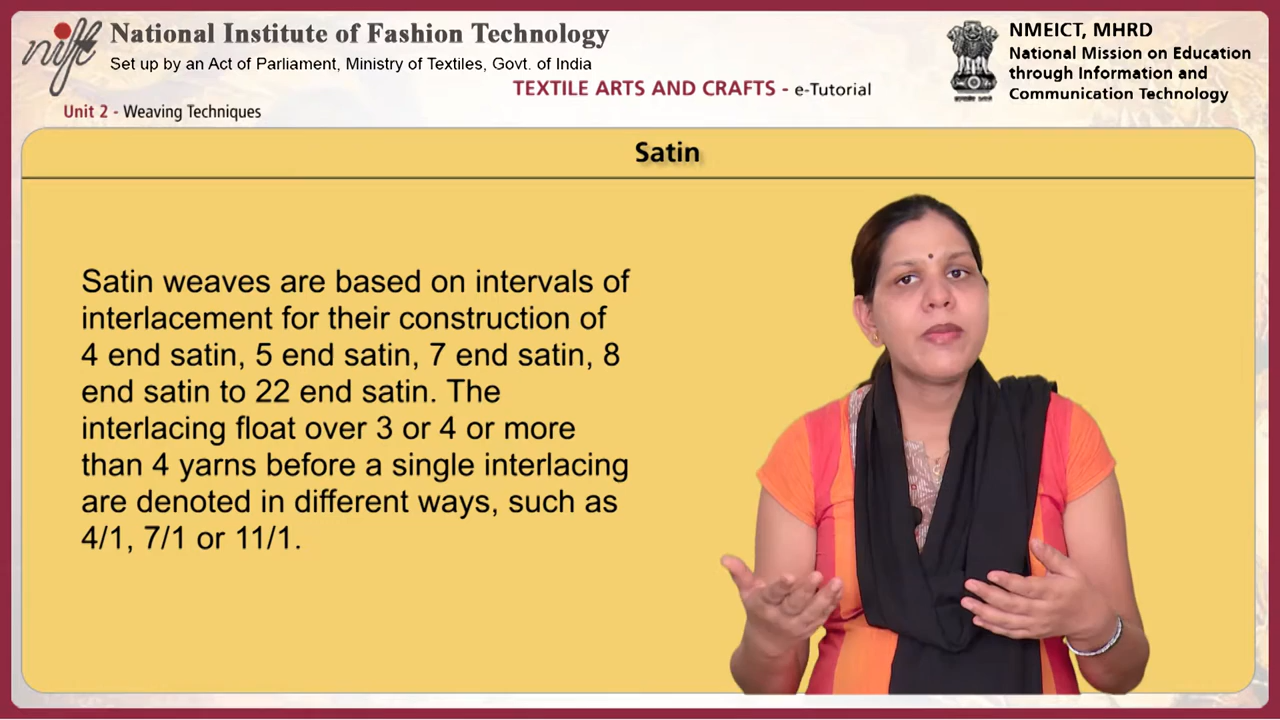 nift
National Institute of Fashion Technology
Set up by an Act of Parliament, Ministry of Textiles, Govt. of India
NMEICT, MHRD
National Mission on Education
through Information and
Communication Technology
TEXTILE ARTS AND CRAFTS - e-Tutorial
Unit 2 - Weaving Techniques
Satin
Satin weaves are based on intervals of
interlacement for their construction of
4 end satin, 5 end satin, 7 end satin, 8
end satin to 22 end satin. The
interlacing float over 3 or 4 or more
than 4 yarns before a single interlacing
are denoted in different ways, such as
4/1, 7/1 or 11/1.